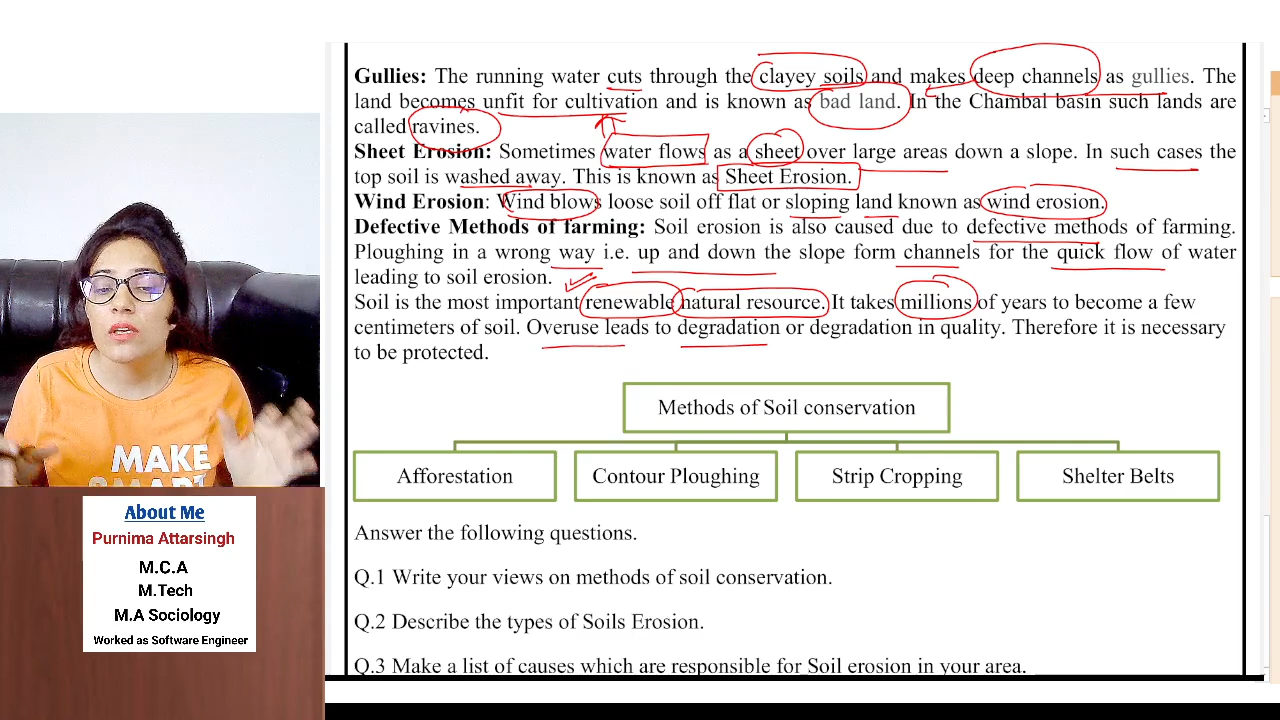 Gullies: The running water cuts through the clayey soils and makes deep channels as gullies. The
land becomes unfit for cultivation and is known as bad land. In the Chambal basin such lands are
called ravines.
Sheet Erosion: Sometimes water flows as a sheet over large areas down a slope. In such cases the
top soil is washed away. This is known as Sheet Erosion.
Wind Erosion: Wind blows loose soil off flat or sloping land known as wind erosion.
Defective Methods of farming: Soil erosion is also caused due to defective methods of farming.
Ploughing in a wrong way i.e. up and down the slope form channels for the quick flow of water
leading to soil erosion.
Soil is the most important renewable natural resource. It takes millions of years to become a few
centimeters of soil. Overuse leads to degradation or degradation in quality. Therefore it is necessary
to be protected.
Methods of Soil conservation
Afforestation Contour Ploughing Strip Cropping Shelter Belts
Answer the following questions.
Q.1 Write your views on methods of soil conservation.
Q.2 Describe the types of Soils Erosion.
Q.3 Make a list of causes which are responsible for Soil erosion in your area.
MAKE
About Me
Purnima Attarsingh
M.C.A
M.Tech
M.A Sociology
Worked as Software Engineer